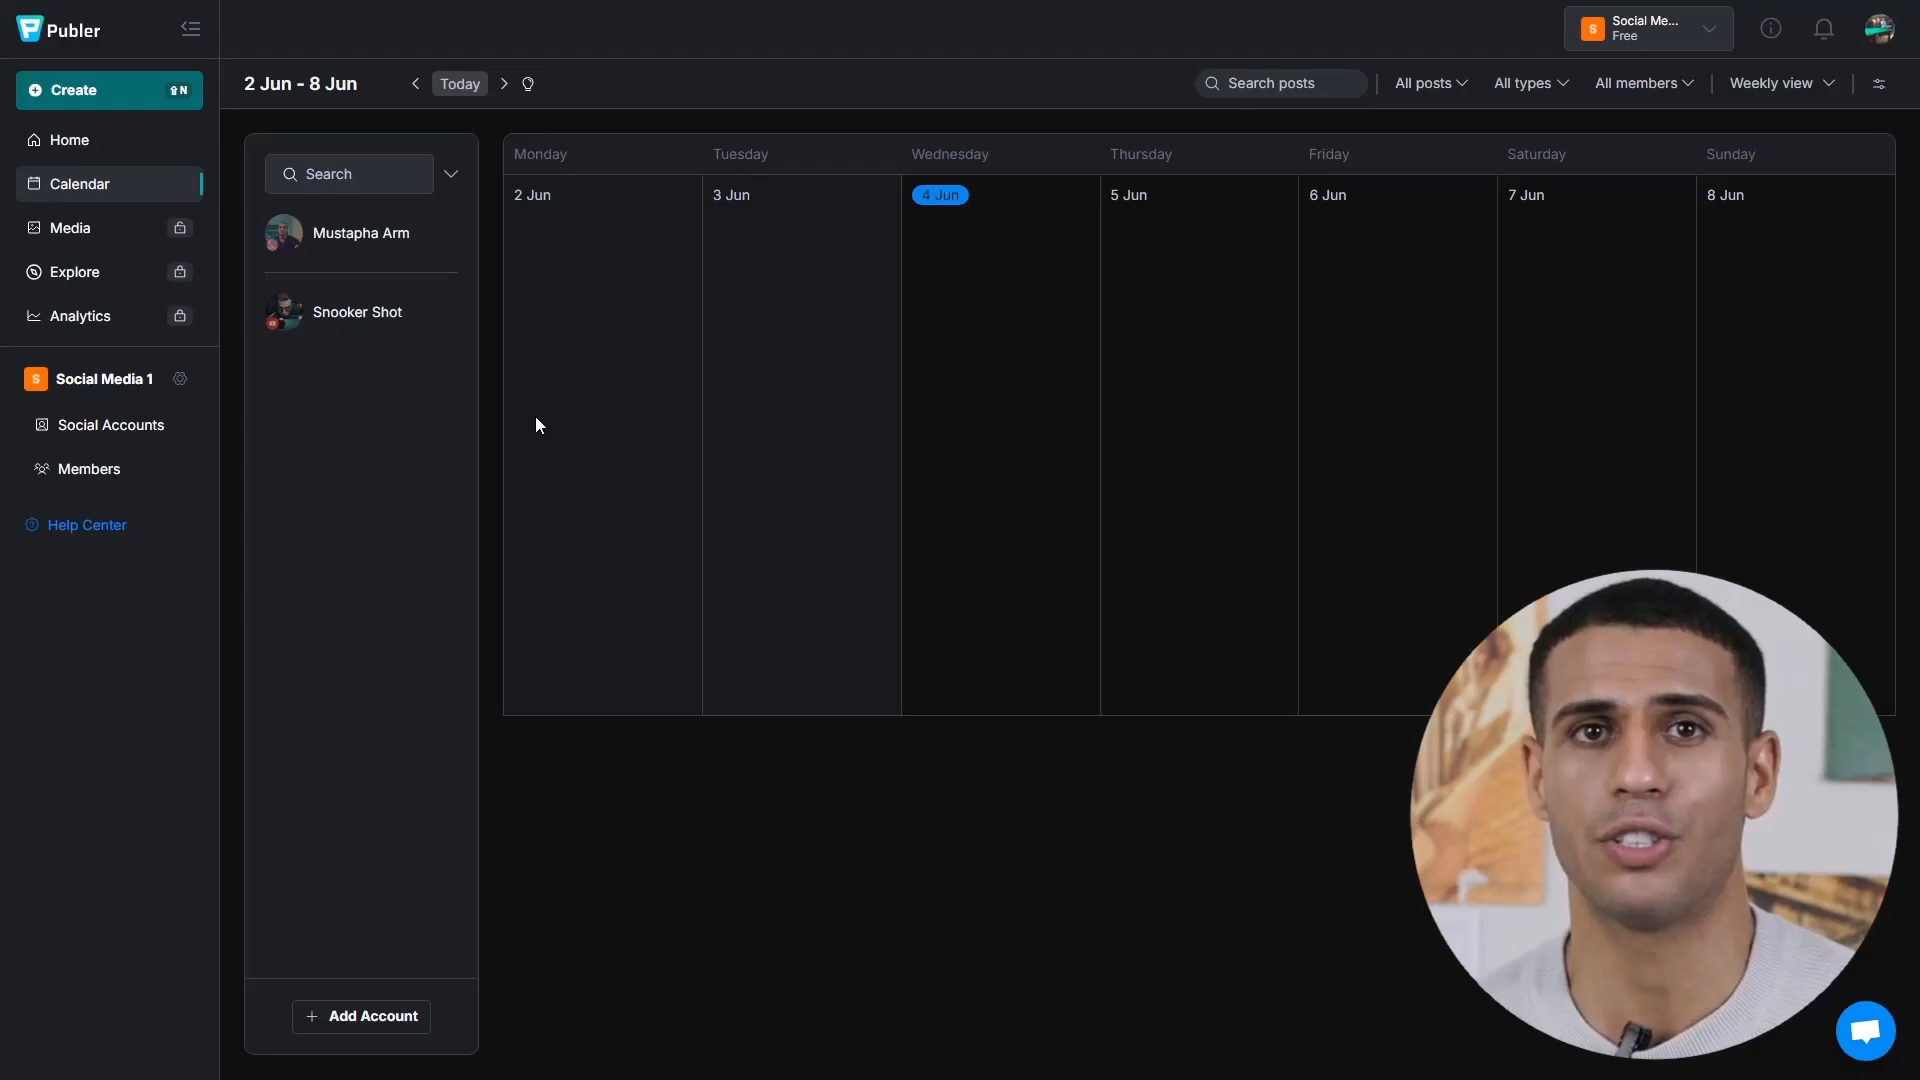 Publer
Social Me...
Free
Create
⇧N
2 Jun - 8 Jun
Today
Search posts
All posts
All types
All members
Weekly view
Home
Calendar
Media
Explore
Analytics
S
Social Media 1
Social Accounts
Members
Help Center
Search
Mustapha Arm
Snooker Shot
Add Account
Monday
Tuesday
Wednesday
Thursday
Friday
Saturday
Sunday
2 Jun
3 Jun
4 Jun
5 Jun
6 Jun
7 Jun
8 Jun